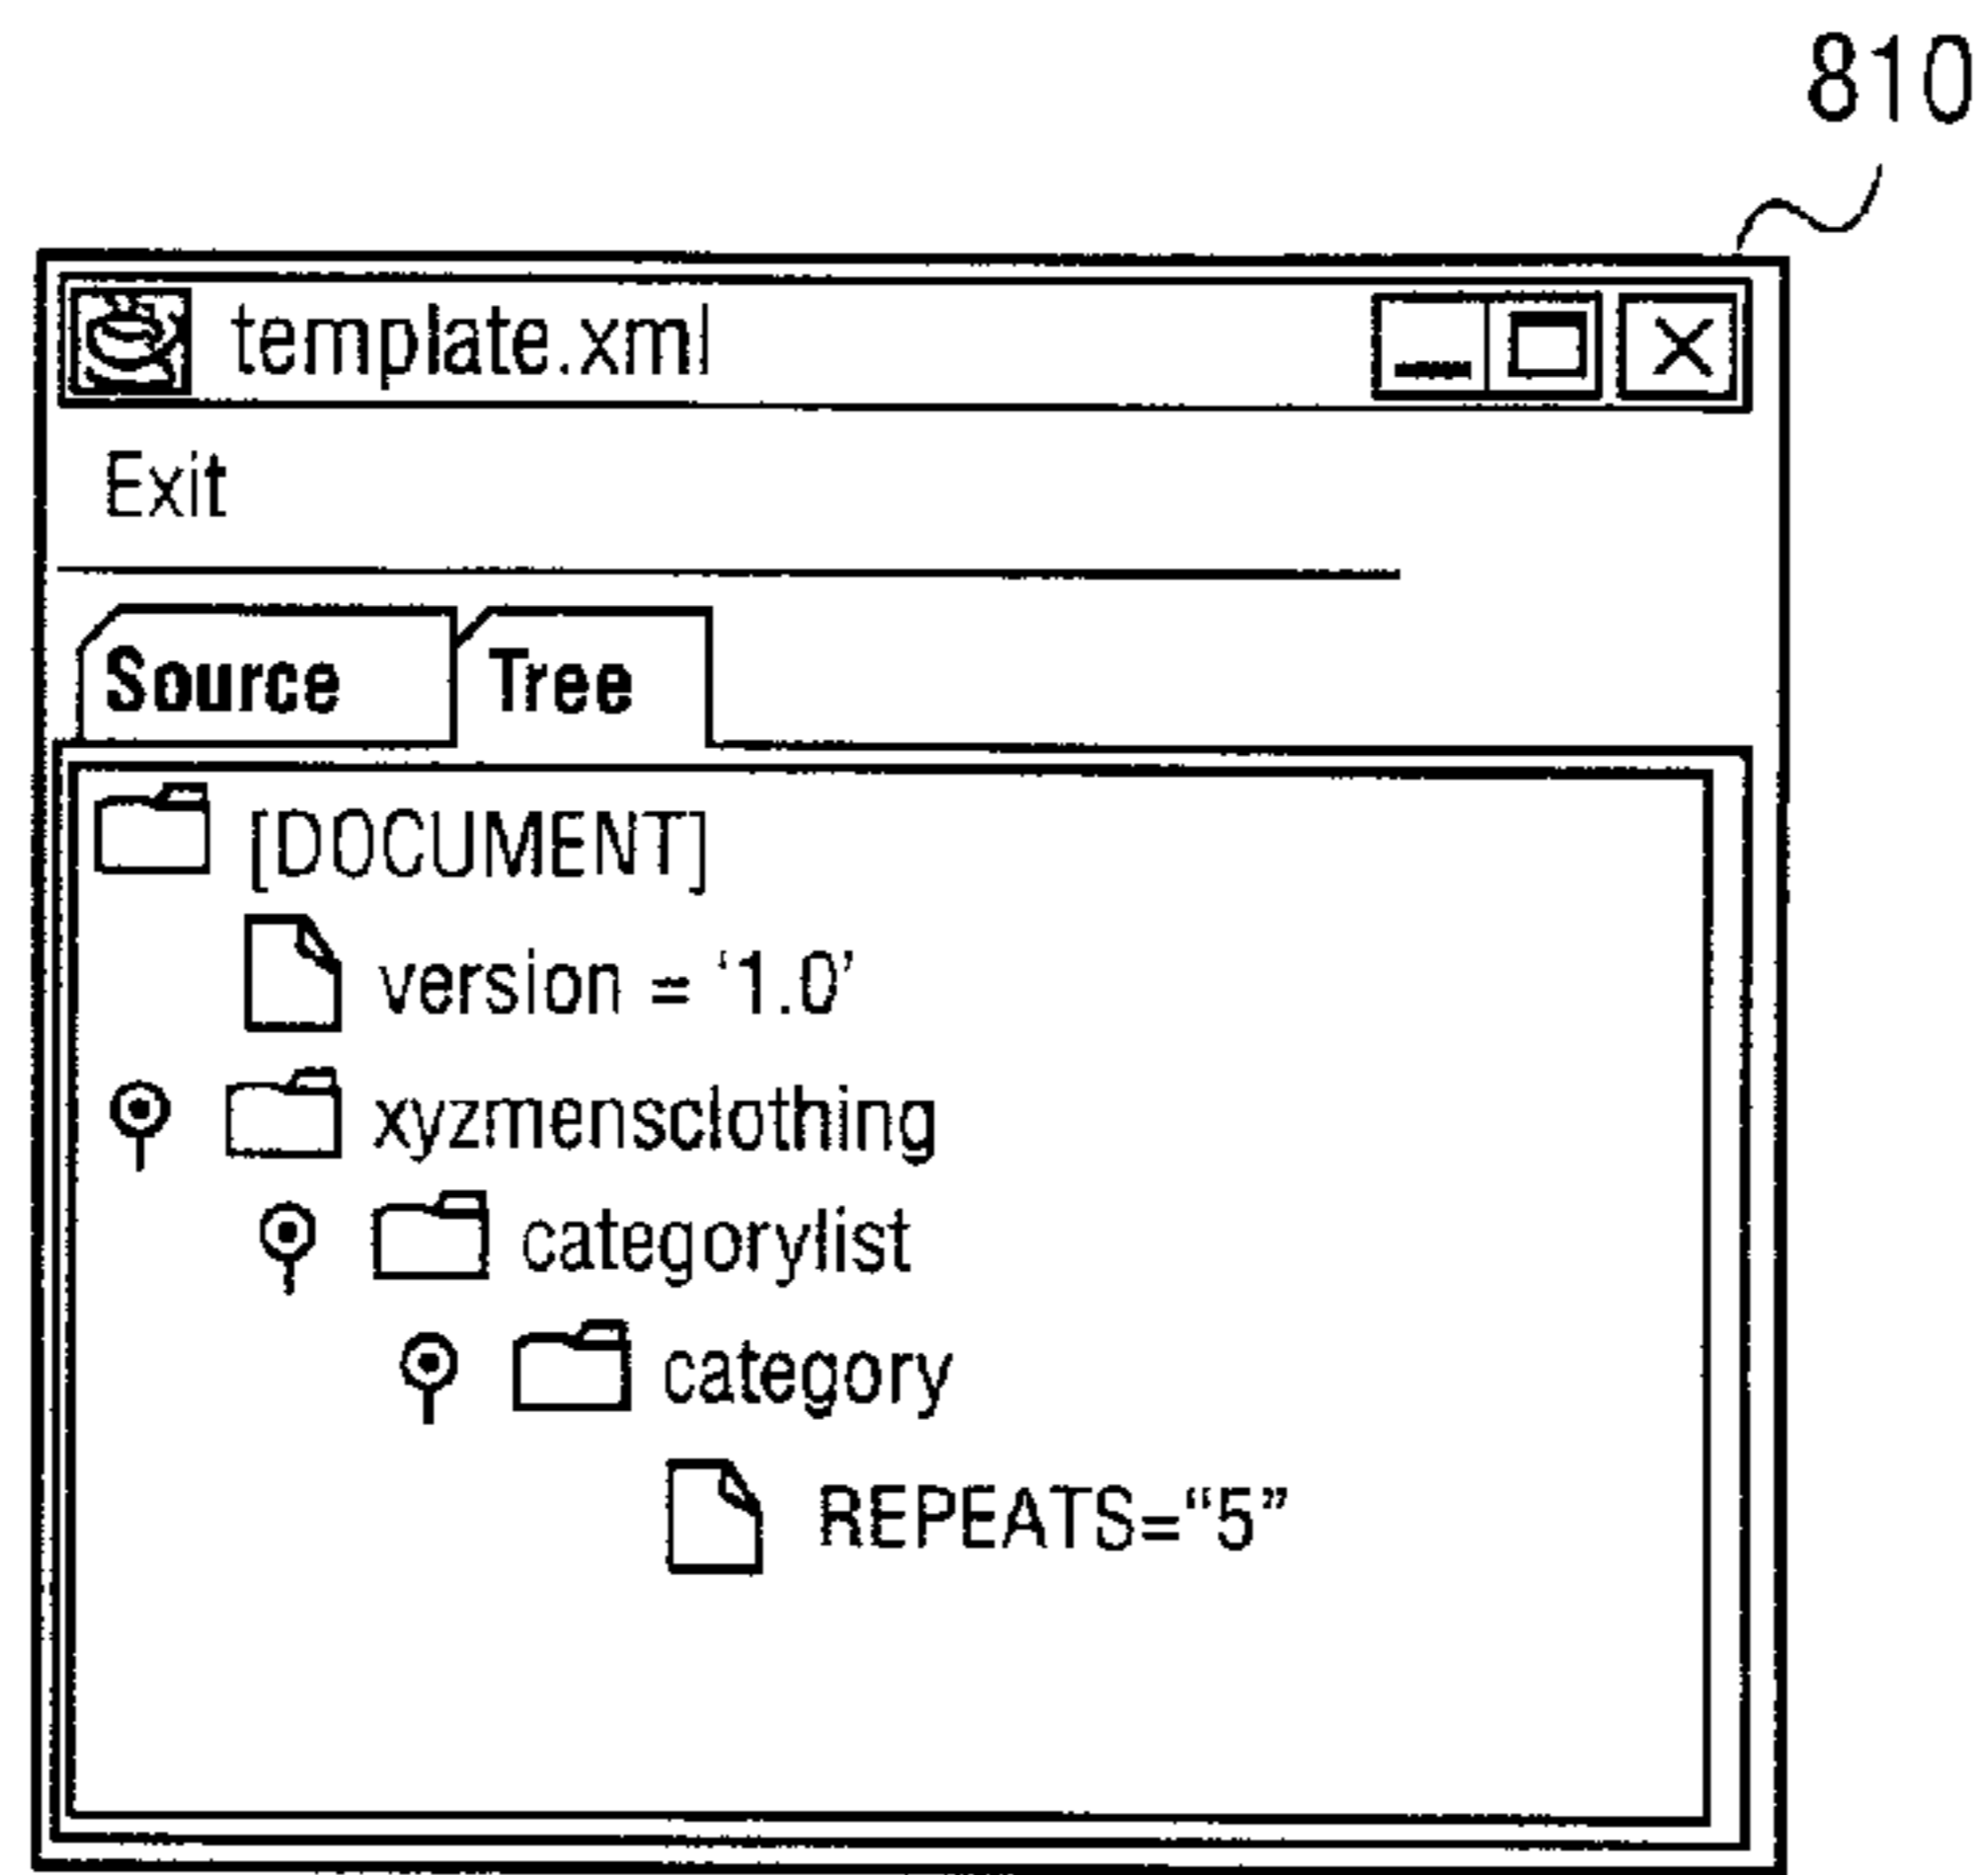 810
template.xml
Exit
Source Tree
[DOCUMENT]
version = ‘1.0’
xyzmensclothing
categorylist
category
REPEATS=“5”